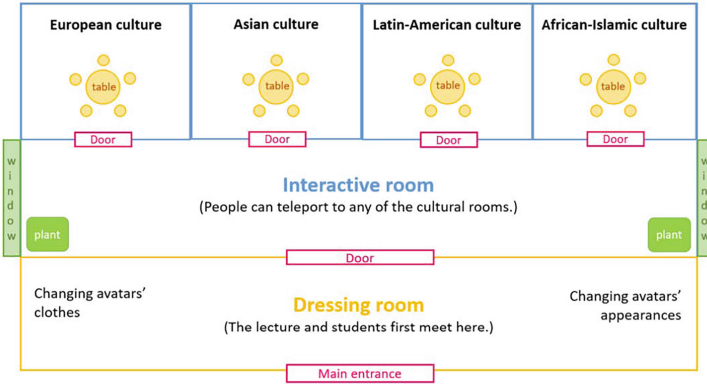 European culture
Asian culture
Latin-American culture
African-Islamic culture
table
table
table
table
Door
Door
Door
Door
window
window
Interactive room
(People can teleport to any of the cultural rooms.)
plant
plant
Door
Changing avatars’
clothes
Dressing room
(The lecture and students first meet here.)
Changing avatars’
appearances
Main entrance